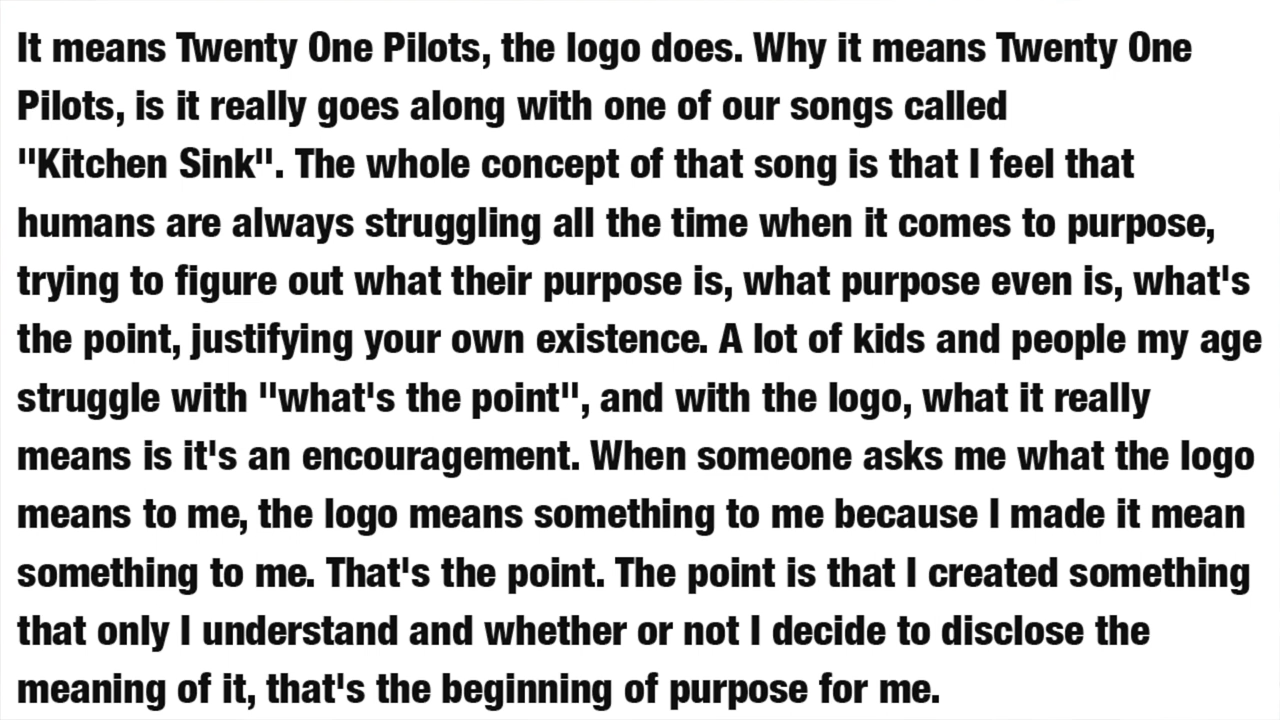 It means Twenty One Pilots, the logo does. Why it means Twenty One
Pilots, is it really goes along with one of our songs called
"Kitchen Sink". The whole concept of that song is that I feel that
humans are always struggling all the time when it comes to purpose,
trying to figure out what their purpose is, what purpose even is, what's
the point, justifying your own existence. A lot of kids and people my age
struggle with "what's the point", and with the logo, what it really
means is it's an encouragement. When someone asks me what the logo
means to me, the logo means something to me because I made it mean
something to me. That's the point. The point is that I created something
that only I understand and whether or not I decide to disclose the
meaning of it, that's the beginning of purpose for me.